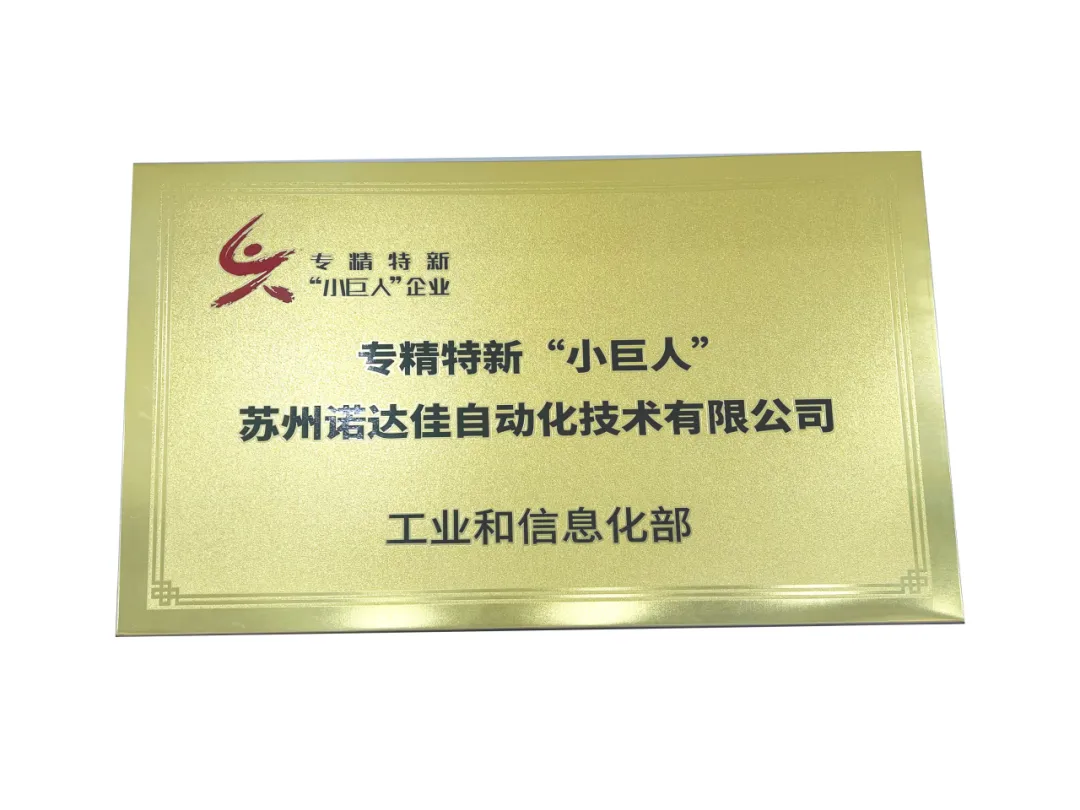 专精特新
“小巨人”企业
专精特新“小巨人”
苏州诺达佳自动化技术有限公司
工业和信息化部